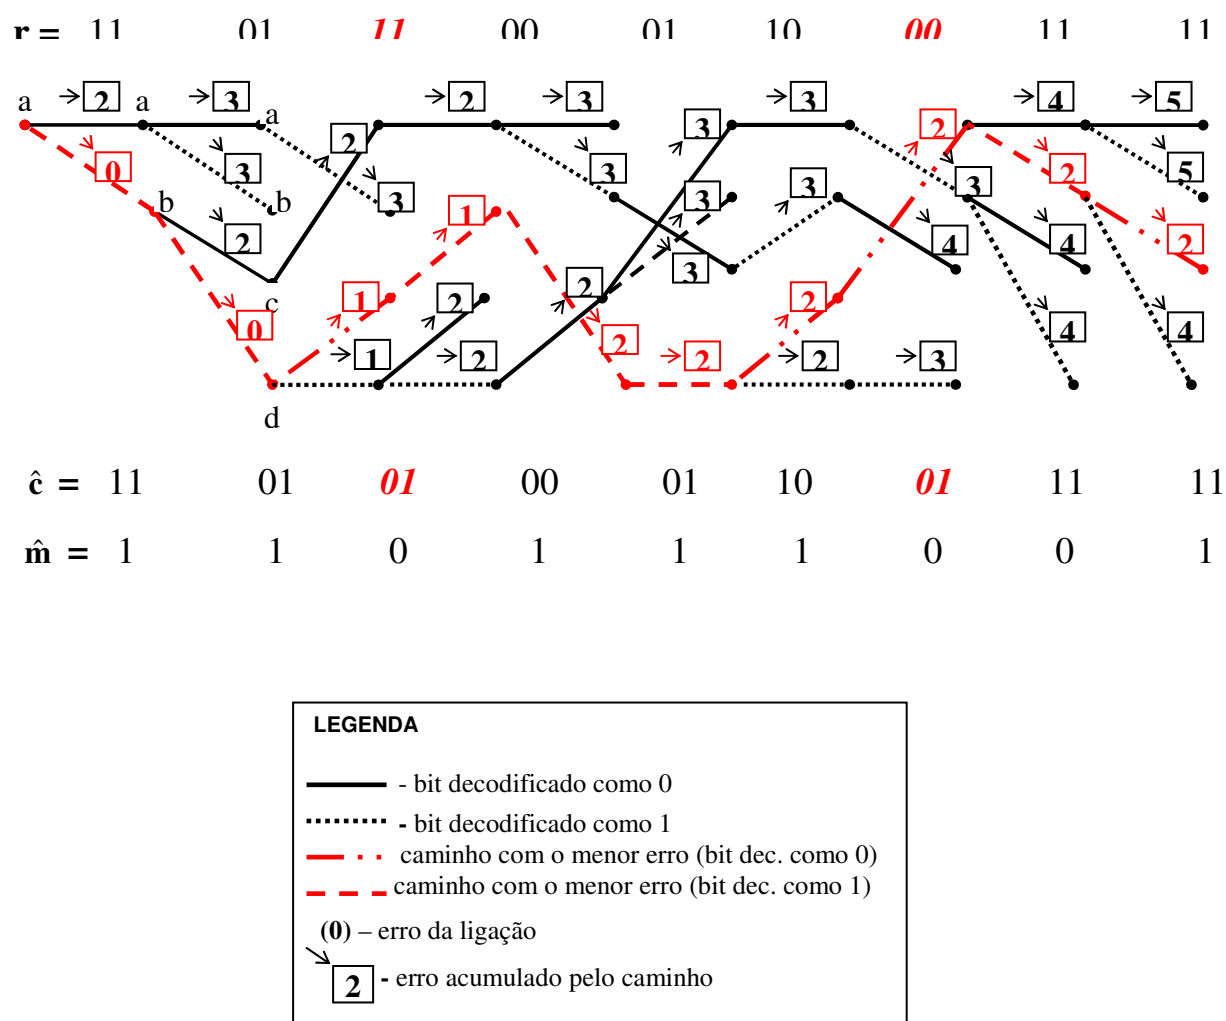 r = 11 01 11 00 01 10 00 11 11
2 3 2 3 3 4 5
a a a
2 3 2
0 3 3 3 3 3 2 5
b b 1 3
2 3 4 4 2
c 2
0 1 2 2 2 4 4
1 2 2 2 3
d
ĉ = 11 01 01 00 01 10 01 11 11
m̂ = 1 1 0 1 1 1 0 0 1
LEGENDA
- bit decodificado como 0
- bit decodificado como 1
caminho com o menor erro (bit dec. como 0)
caminho com o menor erro (bit dec. como 1)
(0) – erro da ligação
2 - erro acumulado pelo caminho